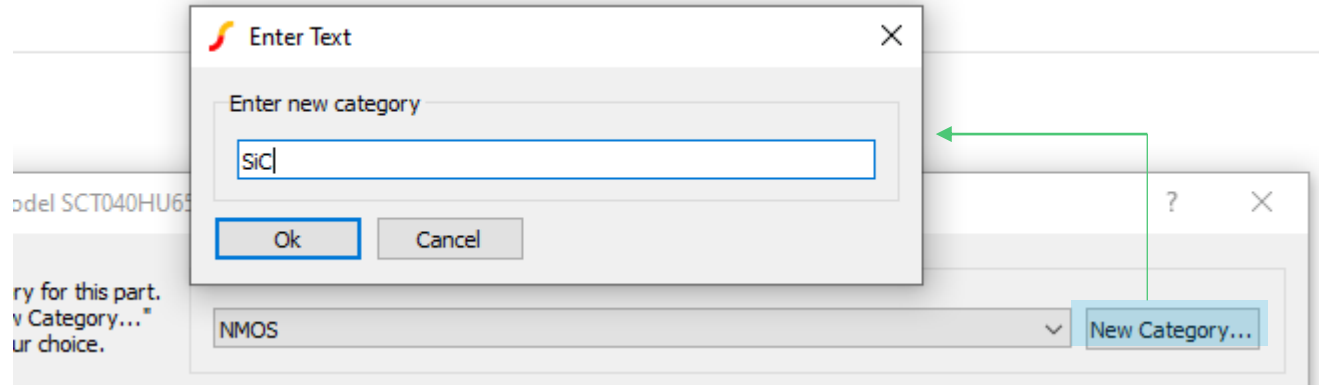 Enter Text
Enter new category
SiC
Ok Cancel
odel SCT040HU65
ry for this part.
w Category..."
ur choice.
NMOS
New Category...